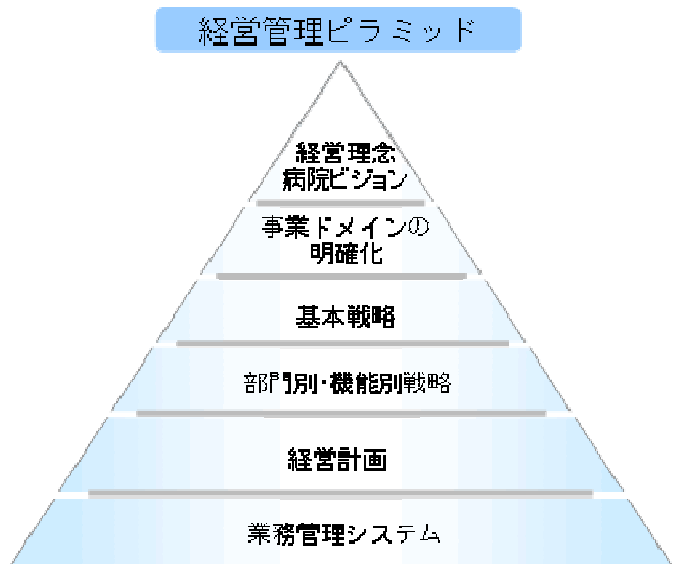 経営管理ピラミッド
経営理念
病院ビジョン
事業ドメインの
明確化
基本戦略
部門別・機能別戦略
経営計画
業務管理システム